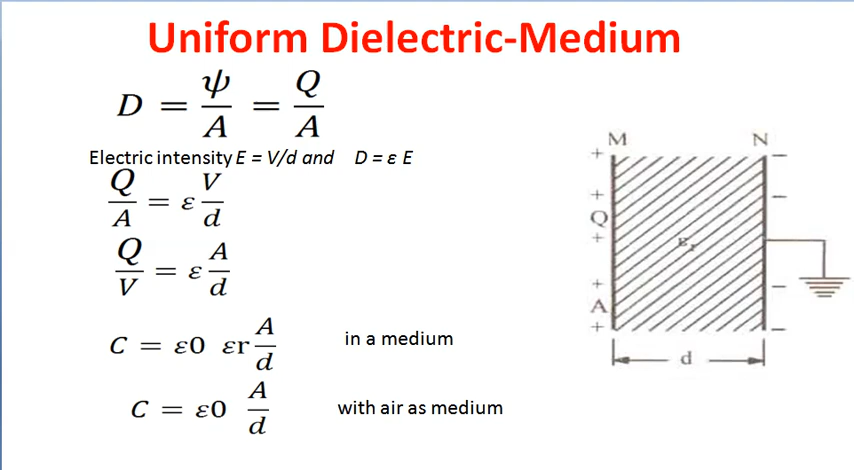 Uniform Dielectric-Medium
D = ψ/A = Q/A
Electric intensity E = V/d and D = ε E
Q/A = ε V/d
Q/V = ε A/d
C = ε0 εr A/d in a medium
C = ε0 A/d with air as medium
M N
+ −
+ −
Q
+
εr
+ −
A
+ −
d